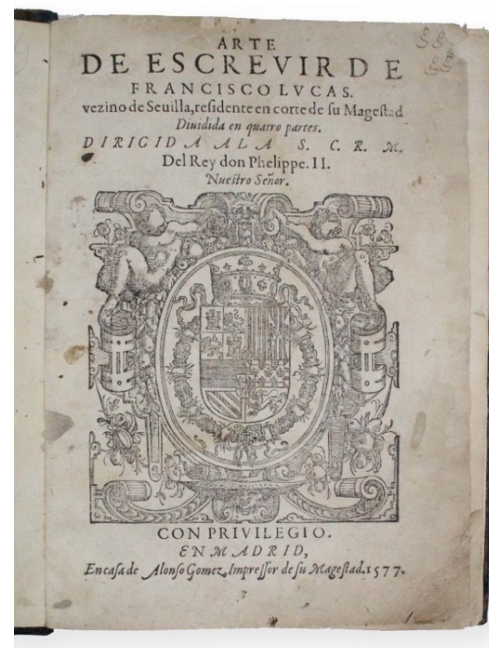 ARTE
DE ESCREVIR DE
FRANCISCO LVCAS.
vezino de Seuilla, residente en corte de su Magestad
Diuidida en quatro partes.
DIRIGIDA A LA S. C. R. M.
Del Rey don Phelippe. II.
Nuestro Señor.
CON PRIVILEGIO.
EN MADRID,
En casa de Alonso Gomez, Impressor de su Magestad. 1577.